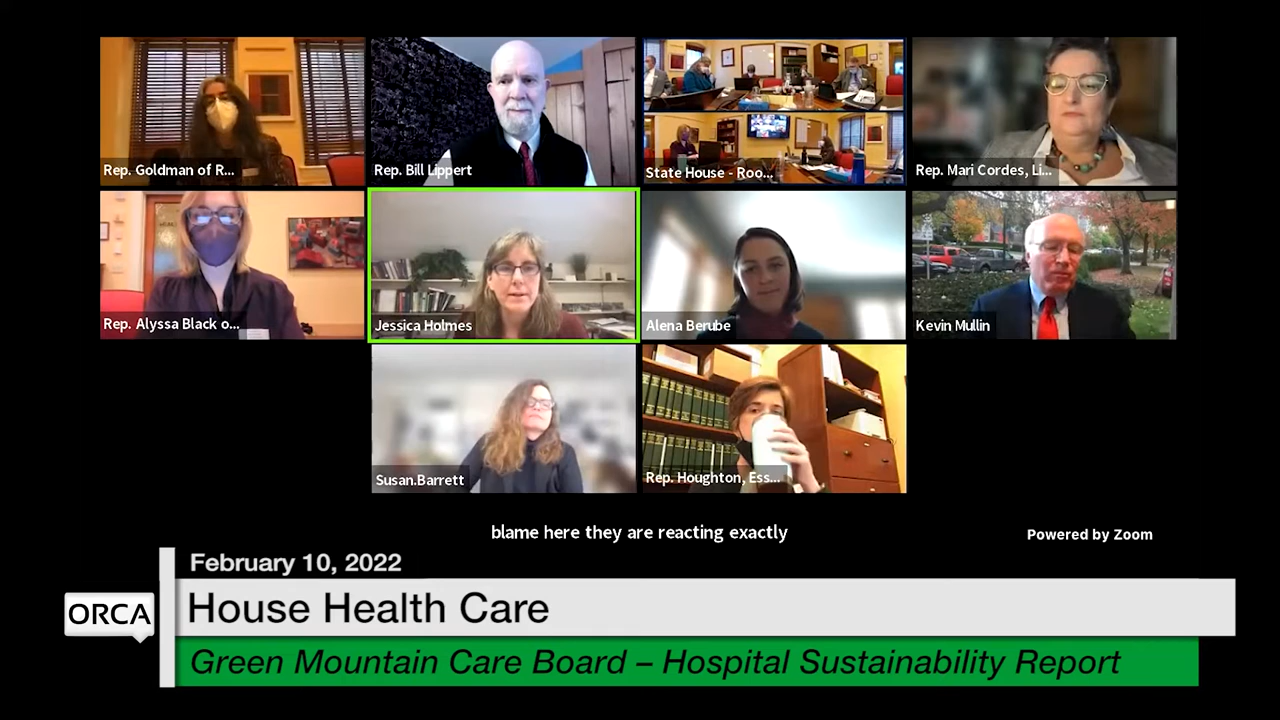 Rep. Goldman of R...
Rep. Bill Lippert
State House - Roo...
Rep. Mari Cordes, Li...
Rep. Alyssa Black o...
Jessica Holmes
Alena Berube
Kevin Mullin
Susan.Barrett
Rep. Houghton, Ess...
blame here they are reacting exactly
Powered by Zoom
February 10, 2022
ORCA
House Health Care
Green Mountain Care Board – Hospital Sustainability Report